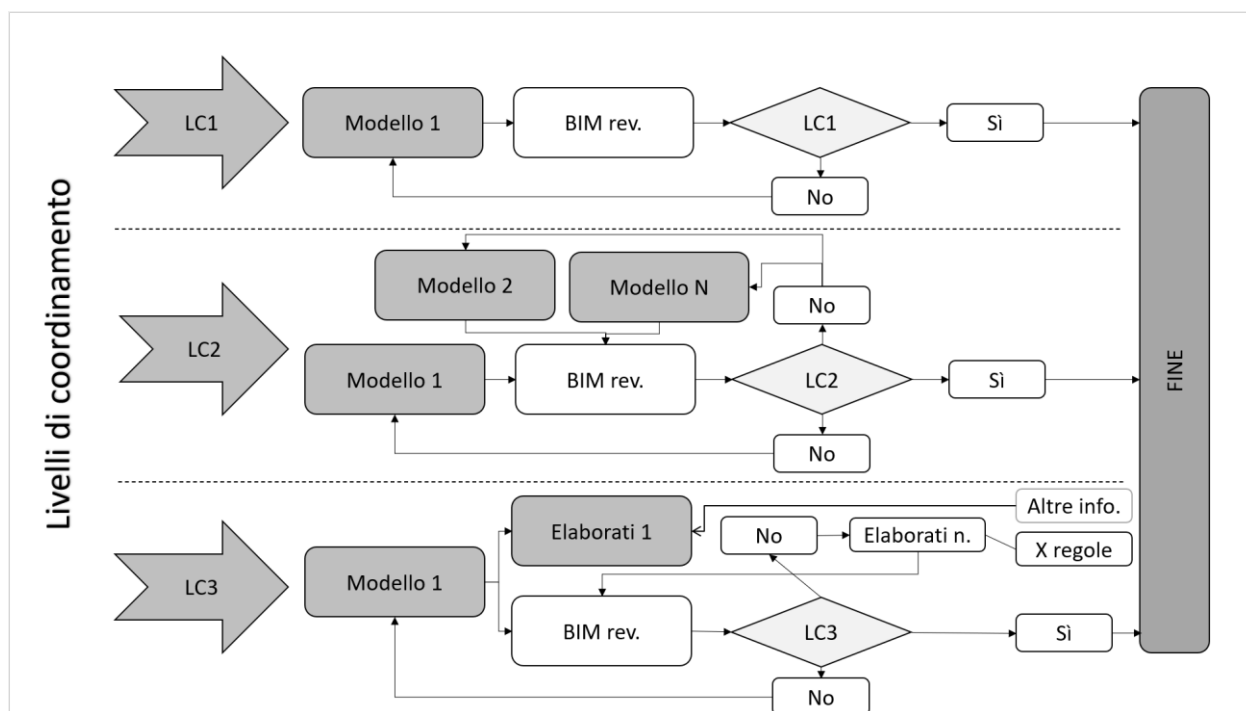 Livelli di coordinamento
LC1
Modello 1
BIM rev.
LC1
Sì
No
FINE
LC2
Modello 2
Modello N
No
Modello 1
BIM rev.
LC2
Sì
No
LC3
Modello 1
Elaborati 1
Altre info.
No
Elaborati n.
X regole
BIM rev.
LC3
Sì
No